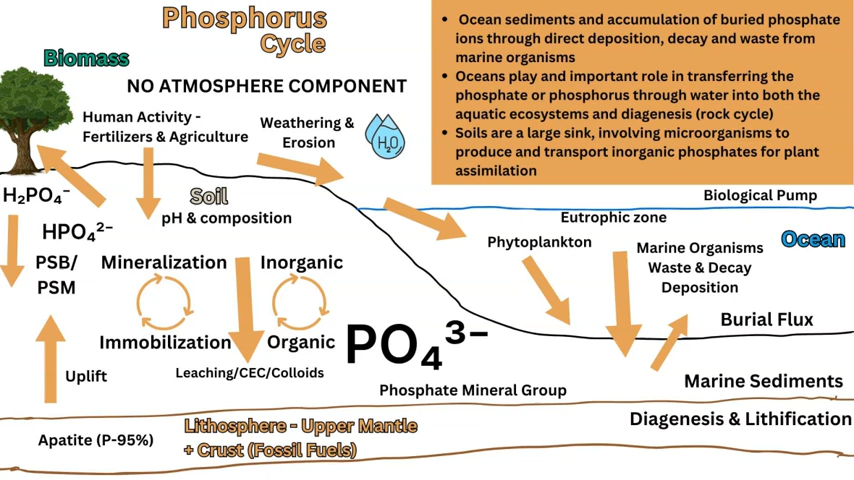 Phosphorus
Cycle
Biomass
NO ATMOSPHERE COMPONENT
Human Activity -
Fertilizers & Agriculture
Weathering &
Erosion
H₂O
• Ocean sediments and accumulation of buried phosphate
ions through direct deposition, decay and waste from
marine organisms
• Oceans play and important role in transferring the
phosphate or phosphorus through water into both the
aquatic ecosystems and diagenesis (rock cycle)
• Soils are a large sink, involving microorganisms to
produce and transport inorganic phosphates for plant
assimilation
H₂PO₄⁻
HPO₄²⁻
PSB/
PSM
Soil
pH & composition
Mineralization
Immobilization
Inorganic
Organic
Leaching/CEC/Colloids
Uplift
PO₄³⁻
Phosphate Mineral Group
Biological Pump
Eutrophic zone
Phytoplankton
Ocean
Marine Organisms
Waste & Decay
Deposition
Burial Flux
Marine Sediments
Diagenesis & Lithification
Apatite (P-95%)
Lithosphere - Upper Mantle
+ Crust (Fossil Fuels)